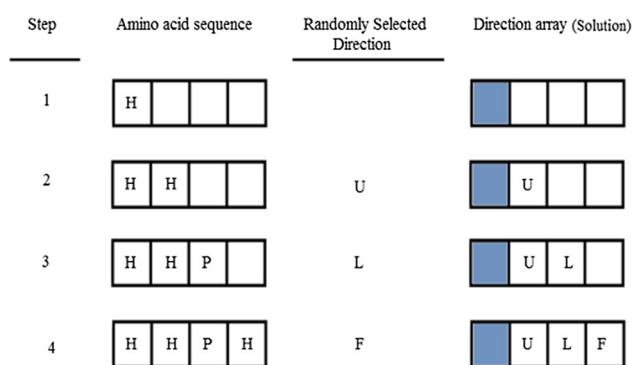 Step Amino acid sequence Randomly Selected Direction array (Solution)
Direction
1 H
2 H H U U
3 H H P L U L
4 H H P H F U L F